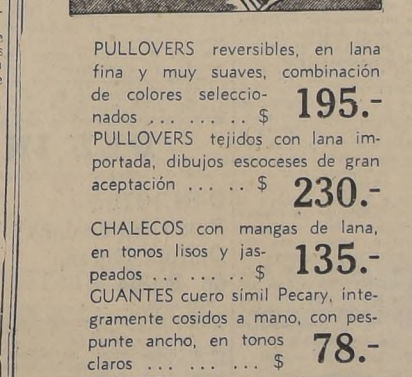 PULLOVERS reversibles, en lana
fina y muy suaves, combinación
de colores seleccio-
nados ... ... ... $ 195.-
PULLOVERS tejidos con lana im-
portada, dibujos escoceses de gran
aceptación ... .. $ 230.-
CHALECOS con mangas de lana,
en tonos lisos y jas-
peados ... ... ... $ 135.-
GUANTES cuero símil Pecary, ínte-
gramente cosidos a mano, con pes-
punte ancho, en tonos
claros ... ... ... $ 78.-